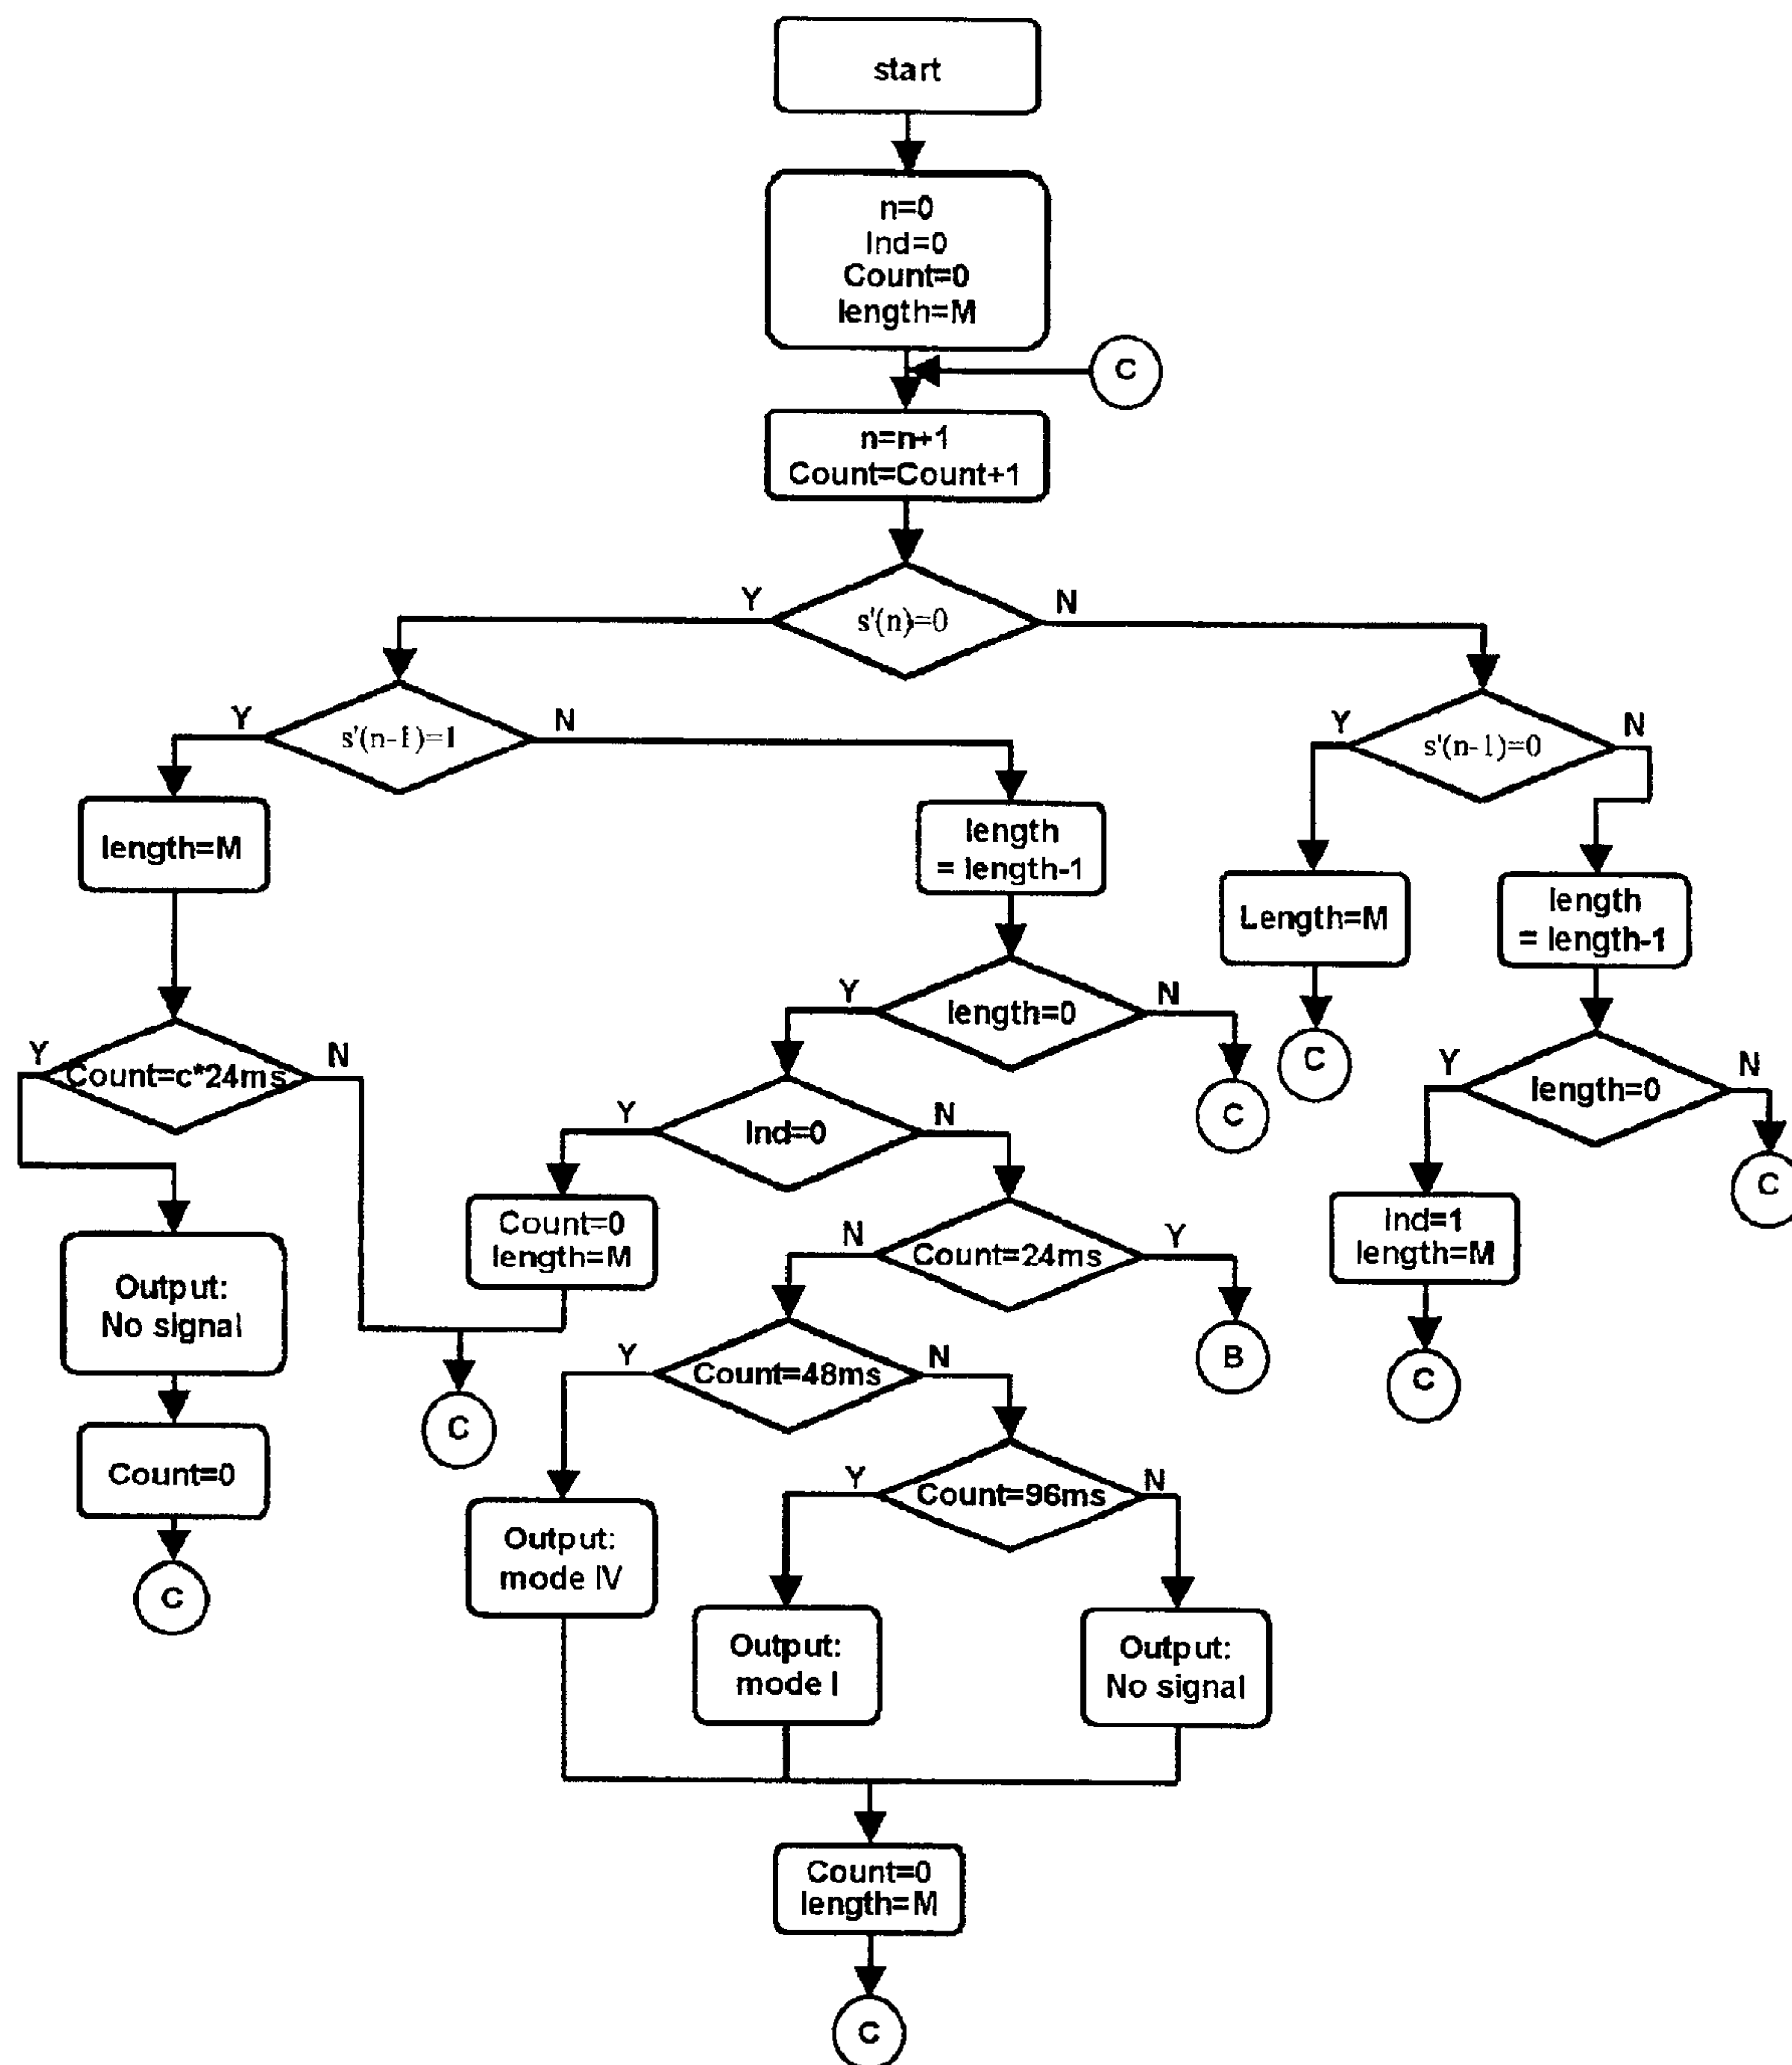 start
n=0
Ind=0
Count=0
length=M
C
n=n+1
Count=Count+1
Y
s'(n)=0
N
Y
s'(n-1)=1
N
Y
s'(n-1)=0
N
length=M
length
= length-1
Length=M
length
= length-1
Y
length=0
N
C
C
Y
length=0
N
C
Y
Count=c*24ms
N
Y
Ind=0
N
Count=0
length=M
N
Count=24ms
Y
B
Ind=1
length=M
C
Output:
No signal
Y
Count=48ms
N
C
Count=0
C
Y
Count=96ms
N
Output:
mode IV
Output:
mode I
Output:
No signal
Count=0
length=M
C